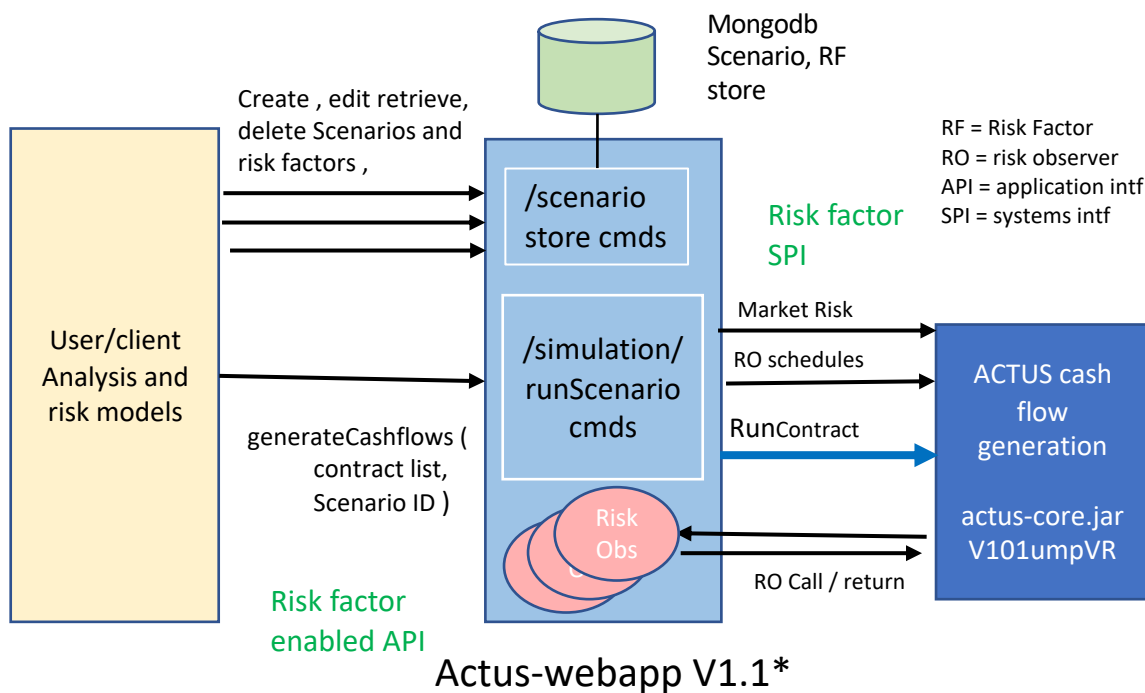 Mongodb
Scenario, RF
store
Create , edit retrieve,
delete Scenarios and
risk factors ,
RF = Risk Factor
RO = risk observer
API = application intf
SPI = systems intf
/scenario
store cmds
Risk factor
SPI
User/client
Analysis and
risk models
/simulation/
runScenario
cmds
Market Risk
RO schedules
RunContract
ACTUS cash
flow
generation
actus-core.jar
V101umpVR
generateCashflows (
contract list,
Scenario ID )
Risk
Obs
RO Call / return
Risk factor
enabled API
Actus-webapp V1.1*